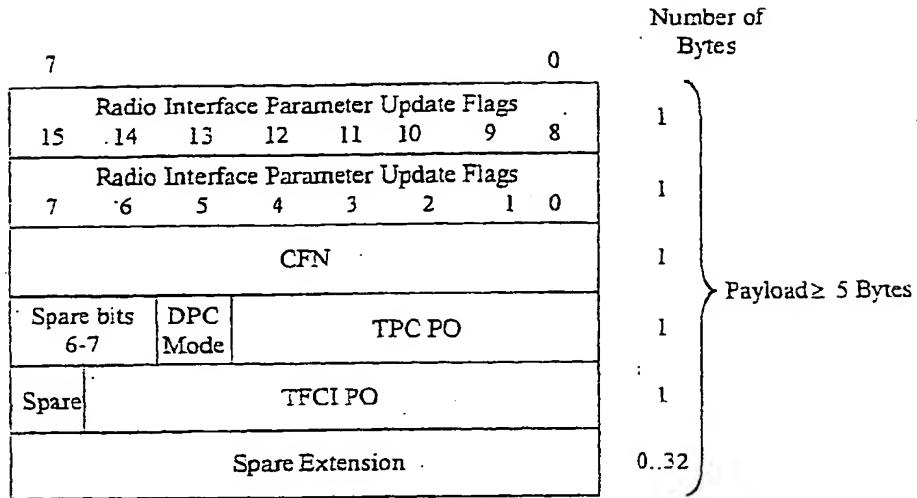 Number of
Bytes
7 0
Radio Interface Parameter Update Flags 1
15 14 13 12 11 10 9 8
Radio Interface Parameter Update Flags 1
7 6 5 4 3 2 1 0
CFN 1
Spare bits
6-7 DPC
Mode TPC PO 1
Payload ≥ 5 Bytes
Spare TFCI PO 1
Spare Extension 0..32